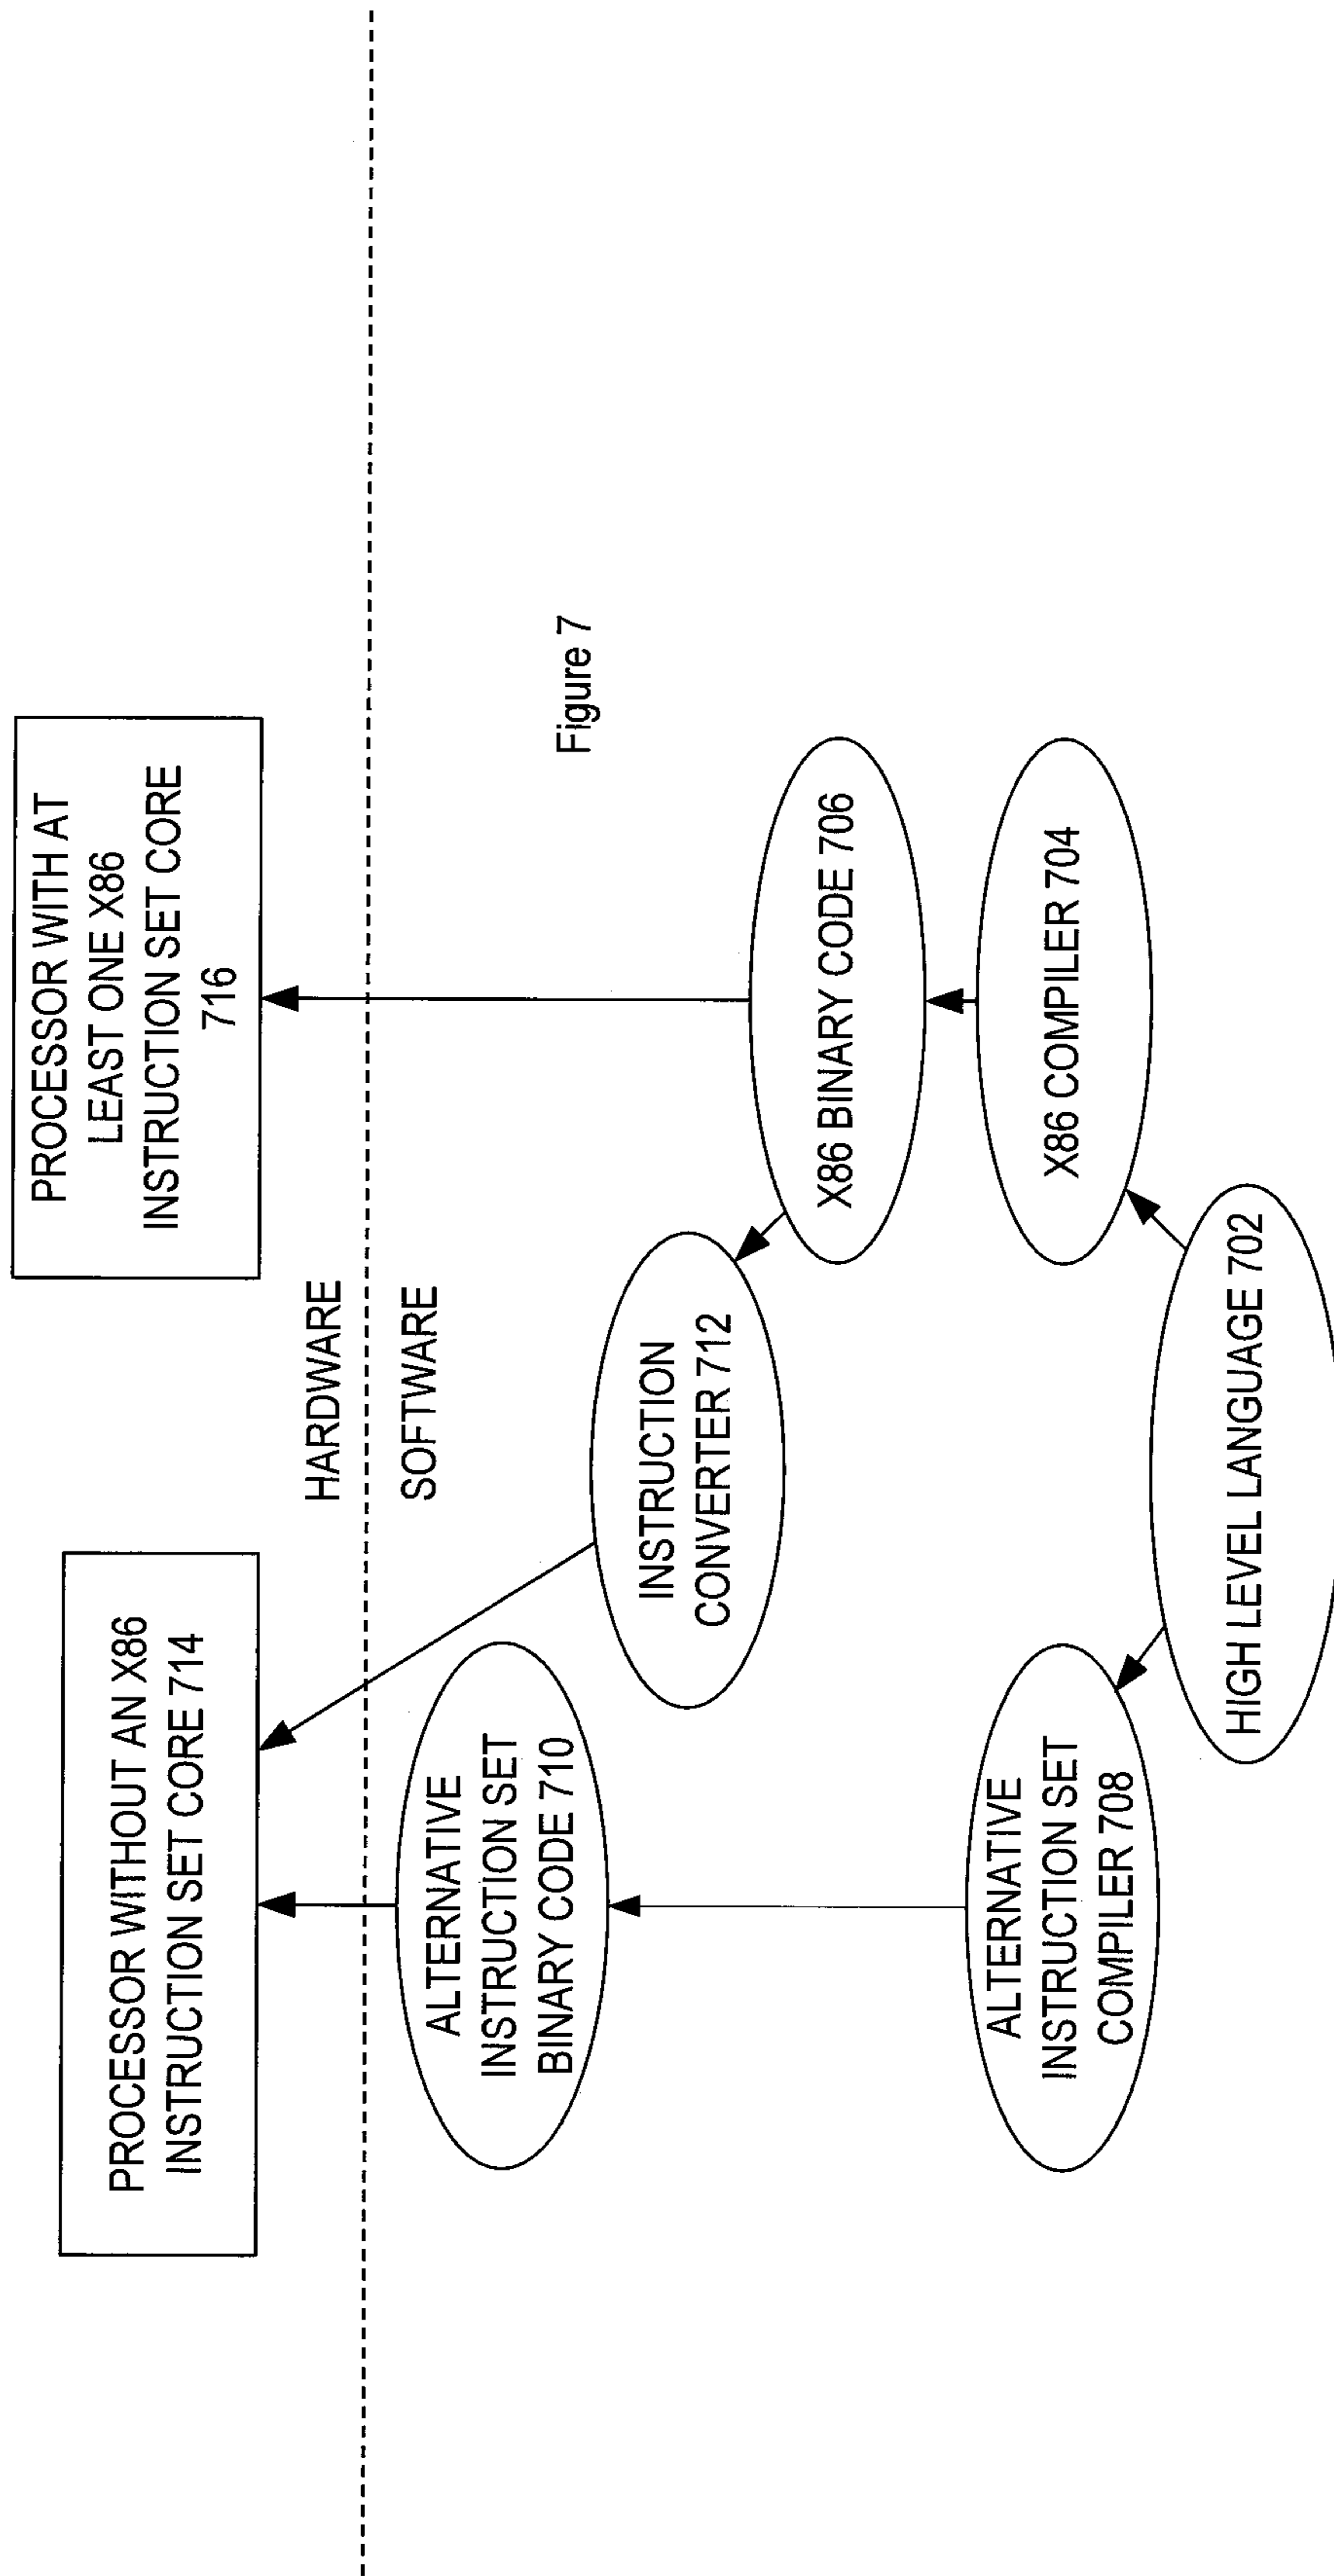 PROCESSOR WITHOUT AN X86
INSTRUCTION SET CORE 714
PROCESSOR WITH AT
LEAST ONE X86
INSTRUCTION SET CORE
716
HARDWARE
SOFTWARE
ALTERNATIVE
INSTRUCTION SET
BINARY CODE 710
INSTRUCTION
CONVERTER 712
Figure 7
X86 BINARY CODE 706
ALTERNATIVE
INSTRUCTION SET
COMPILER 708
X86 COMPILER 704
HIGH LEVEL LANGUAGE 702